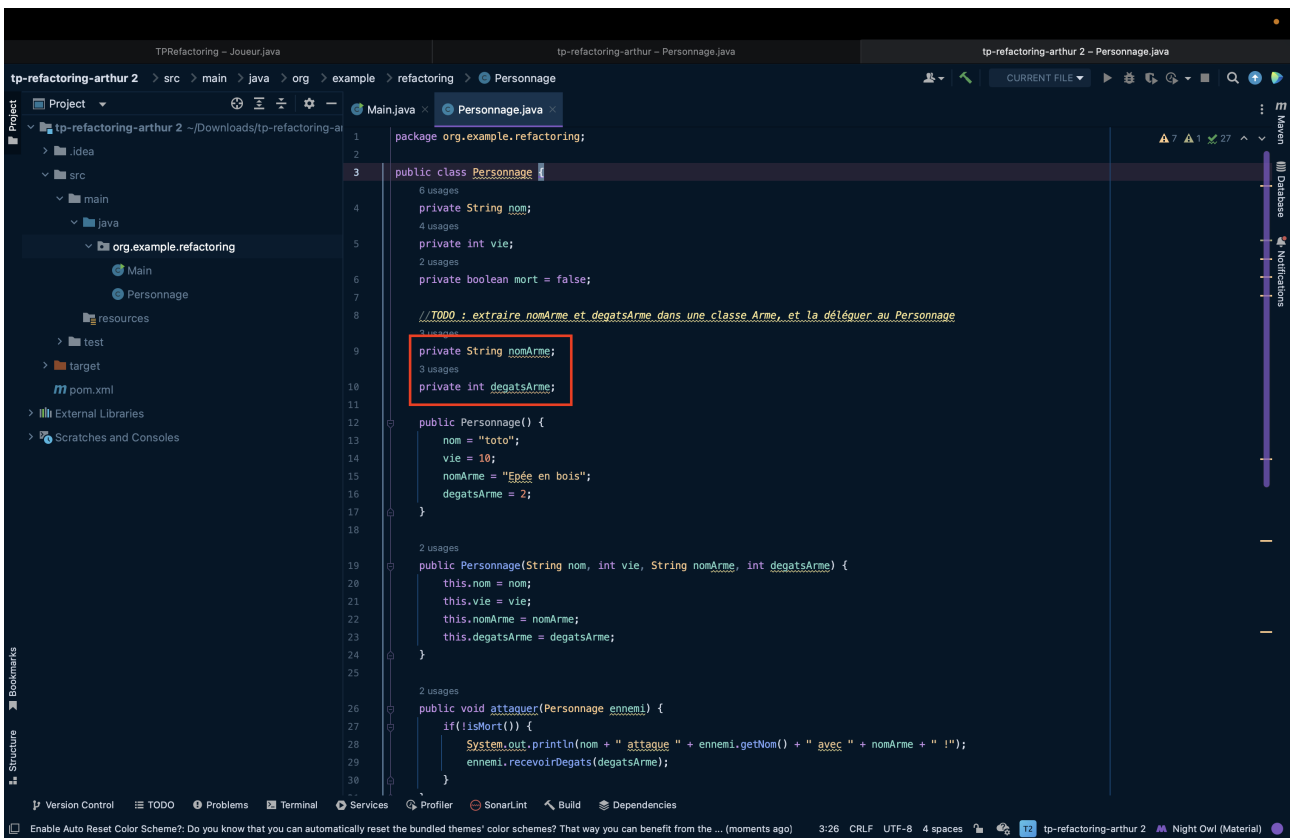 TPRefactoring – Joueur.java
tp-refactoring-arthur – Personnage.java
tp-refactoring-arthur 2 – Personnage.java
tp-refactoring-arthur 2 > src > main > java > org > example > refactoring > Personnage
CURRENT FILE
Project
Main.java
Personnage.java
Project
tp-refactoring-arthur 2 ~/Downloads/tp-refactoring-ar
.idea
src
main
java
org.example.refactoring
Main
Personnage
resources
test
target
pom.xml
External Libraries
Scratches and Consoles
Bookmarks
Structure
7 1 27
1 package org.example.refactoring;
2
3 public class Personnage {
6 usages
4 private String nom;
4 usages
5 private int vie;
2 usages
6 private boolean mort = false;
7
8 //TODO : extraire nomArme et degatsArme dans une classe Arme, et la déléguer au Personnage
3 usages
9 private String nomArme;
3 usages
10 private int degatsArme;
11
12 public Personnage() {
13 nom = "toto";
14 vie = 10;
15 nomArme = "Epée en bois";
16 degatsArme = 2;
17 }
18
2 usages
19 public Personnage(String nom, int vie, String nomArme, int degatsArme) {
20 this.nom = nom;
21 this.vie = vie;
22 this.nomArme = nomArme;
23 this.degatsArme = degatsArme;
24 }
25
2 usages
26 public void attaquer(Personnage ennemi) {
27 if(!isMort()) {
28 System.out.println(nom + " attaque " + ennemi.getNom() + " avec " + nomArme + " !");
29 ennemi.recevoirDegats(degatsArme);
30 }
Maven
Database
Notifications
Version Control
TODO
Problems
Terminal
Services
Profiler
SonarLint
Build
Dependencies
Enable Auto Reset Color Scheme?: Do you know that you can automatically reset the bundled themes' color schemes? That way you can benefit from the ... (moments ago)
3:26 CRLF UTF-8 4 spaces
TZ tp-refactoring-arthur 2
Night Owl (Material)